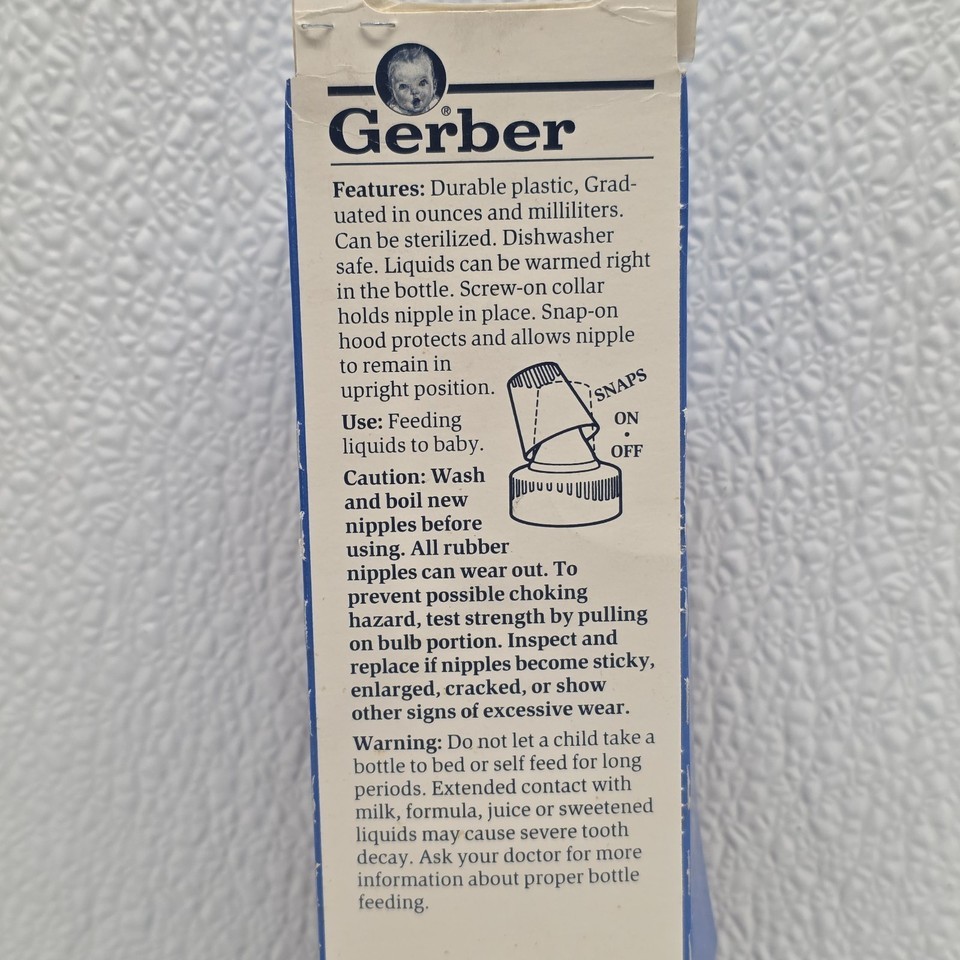 Gerber®
Features: Durable plastic, Grad-
uated in ounces and milliliters.
Can be sterilized. Dishwasher
safe. Liquids can be warmed right
in the bottle. Screw-on collar
holds nipple in place. Snap-on
hood protects and allows nipple
to remain in
upright position.
SNAPS
ON
•
OFF
Use: Feeding
liquids to baby.
Caution: Wash
and boil new
nipples before
using. All rubber
nipples can wear out. To
prevent possible choking
hazard, test strength by pulling
on bulb portion. Inspect and
replace if nipples become sticky,
enlarged, cracked, or show
other signs of excessive wear.
Warning: Do not let a child take a
bottle to bed or self feed for long
periods. Extended contact with
milk, formula, juice or sweetened
liquids may cause severe tooth
decay. Ask your doctor for more
information about proper bottle
feeding.